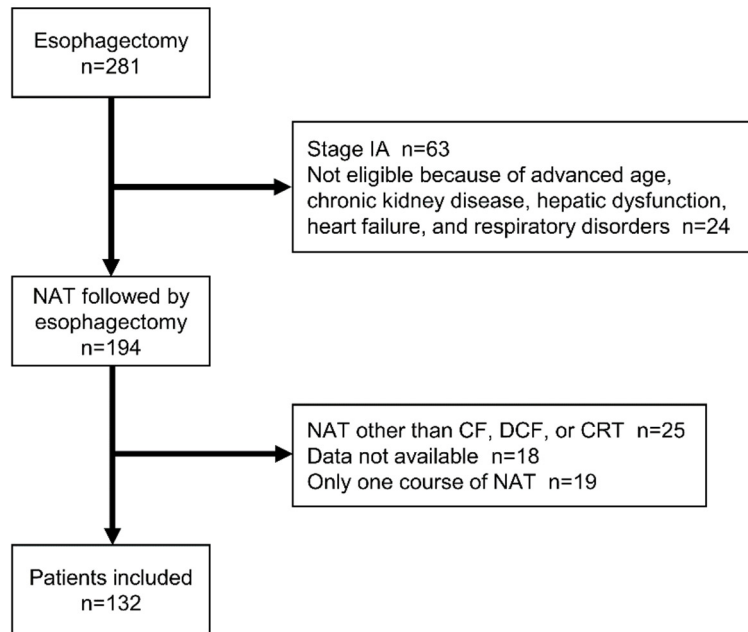 Esophagectomy
n=281
Stage IA n=63
Not eligible because of advanced age,
chronic kidney disease, hepatic dysfunction,
heart failure, and respiratory disorders n=24
NAT followed by
esophagectomy
n=194
NAT other than CF, DCF, or CRT n=25
Data not available n=18
Only one course of NAT n=19
Patients included
n=132